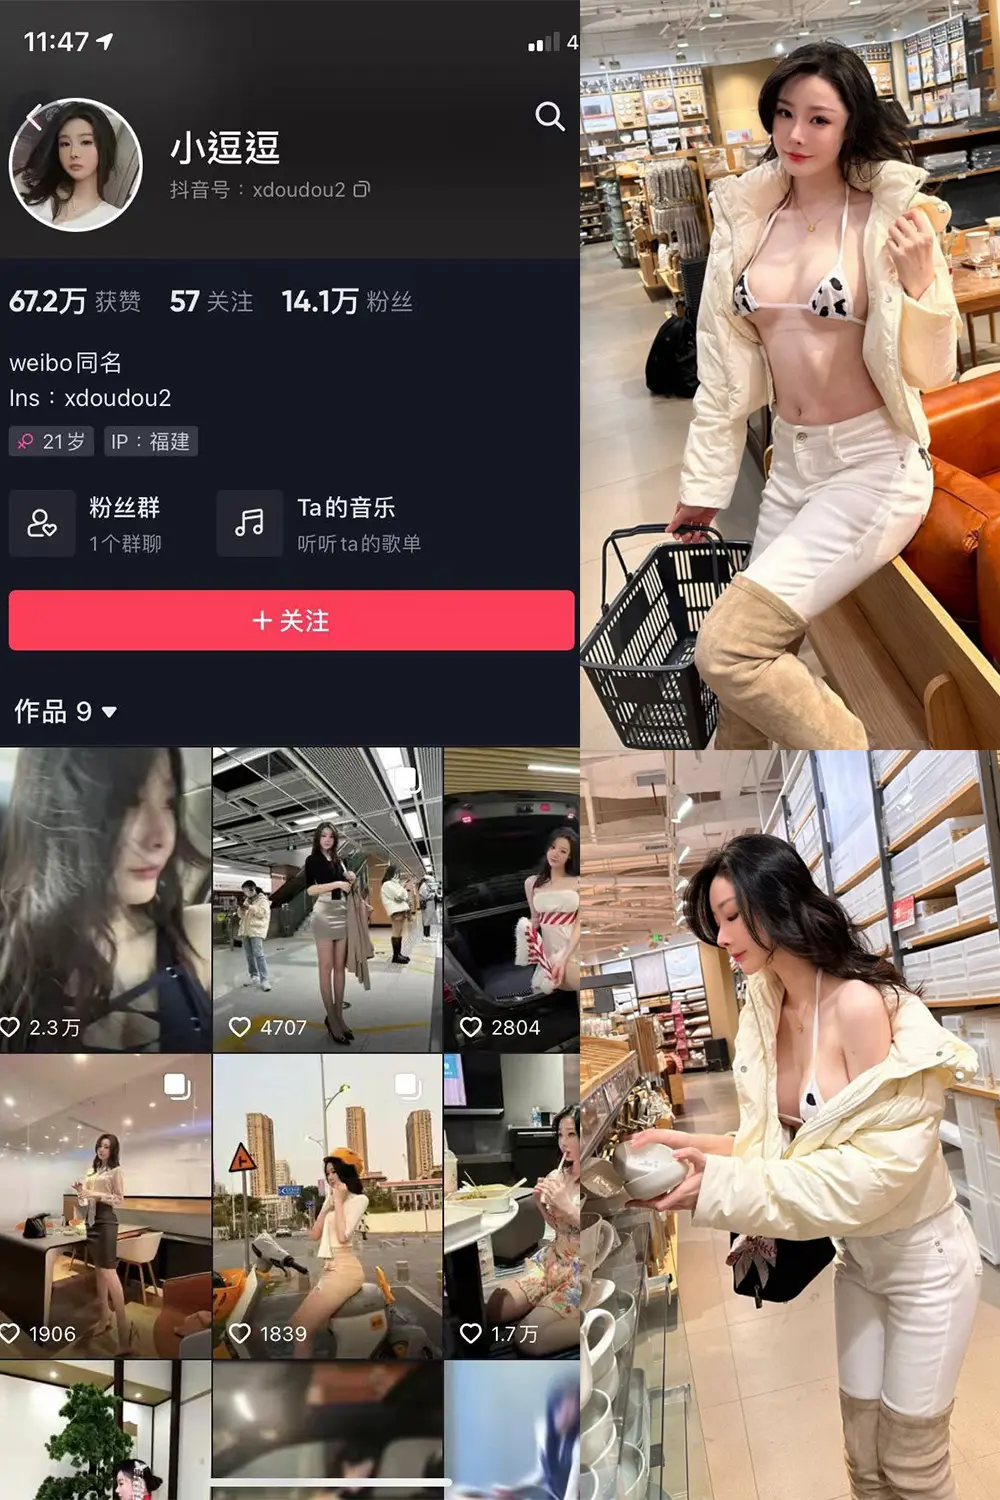 11:47
4
小逗逗
抖音号：xdoudou2
67.2万 获赞 57 关注 14.1万 粉丝
weibo同名
Ins：xdoudou2
21岁 IP：福建
粉丝群 Ta的音乐
1个群聊 听听ta的歌单
+ 关注
作品 9
2.3万 4707 2804
1906 1839 1.7万